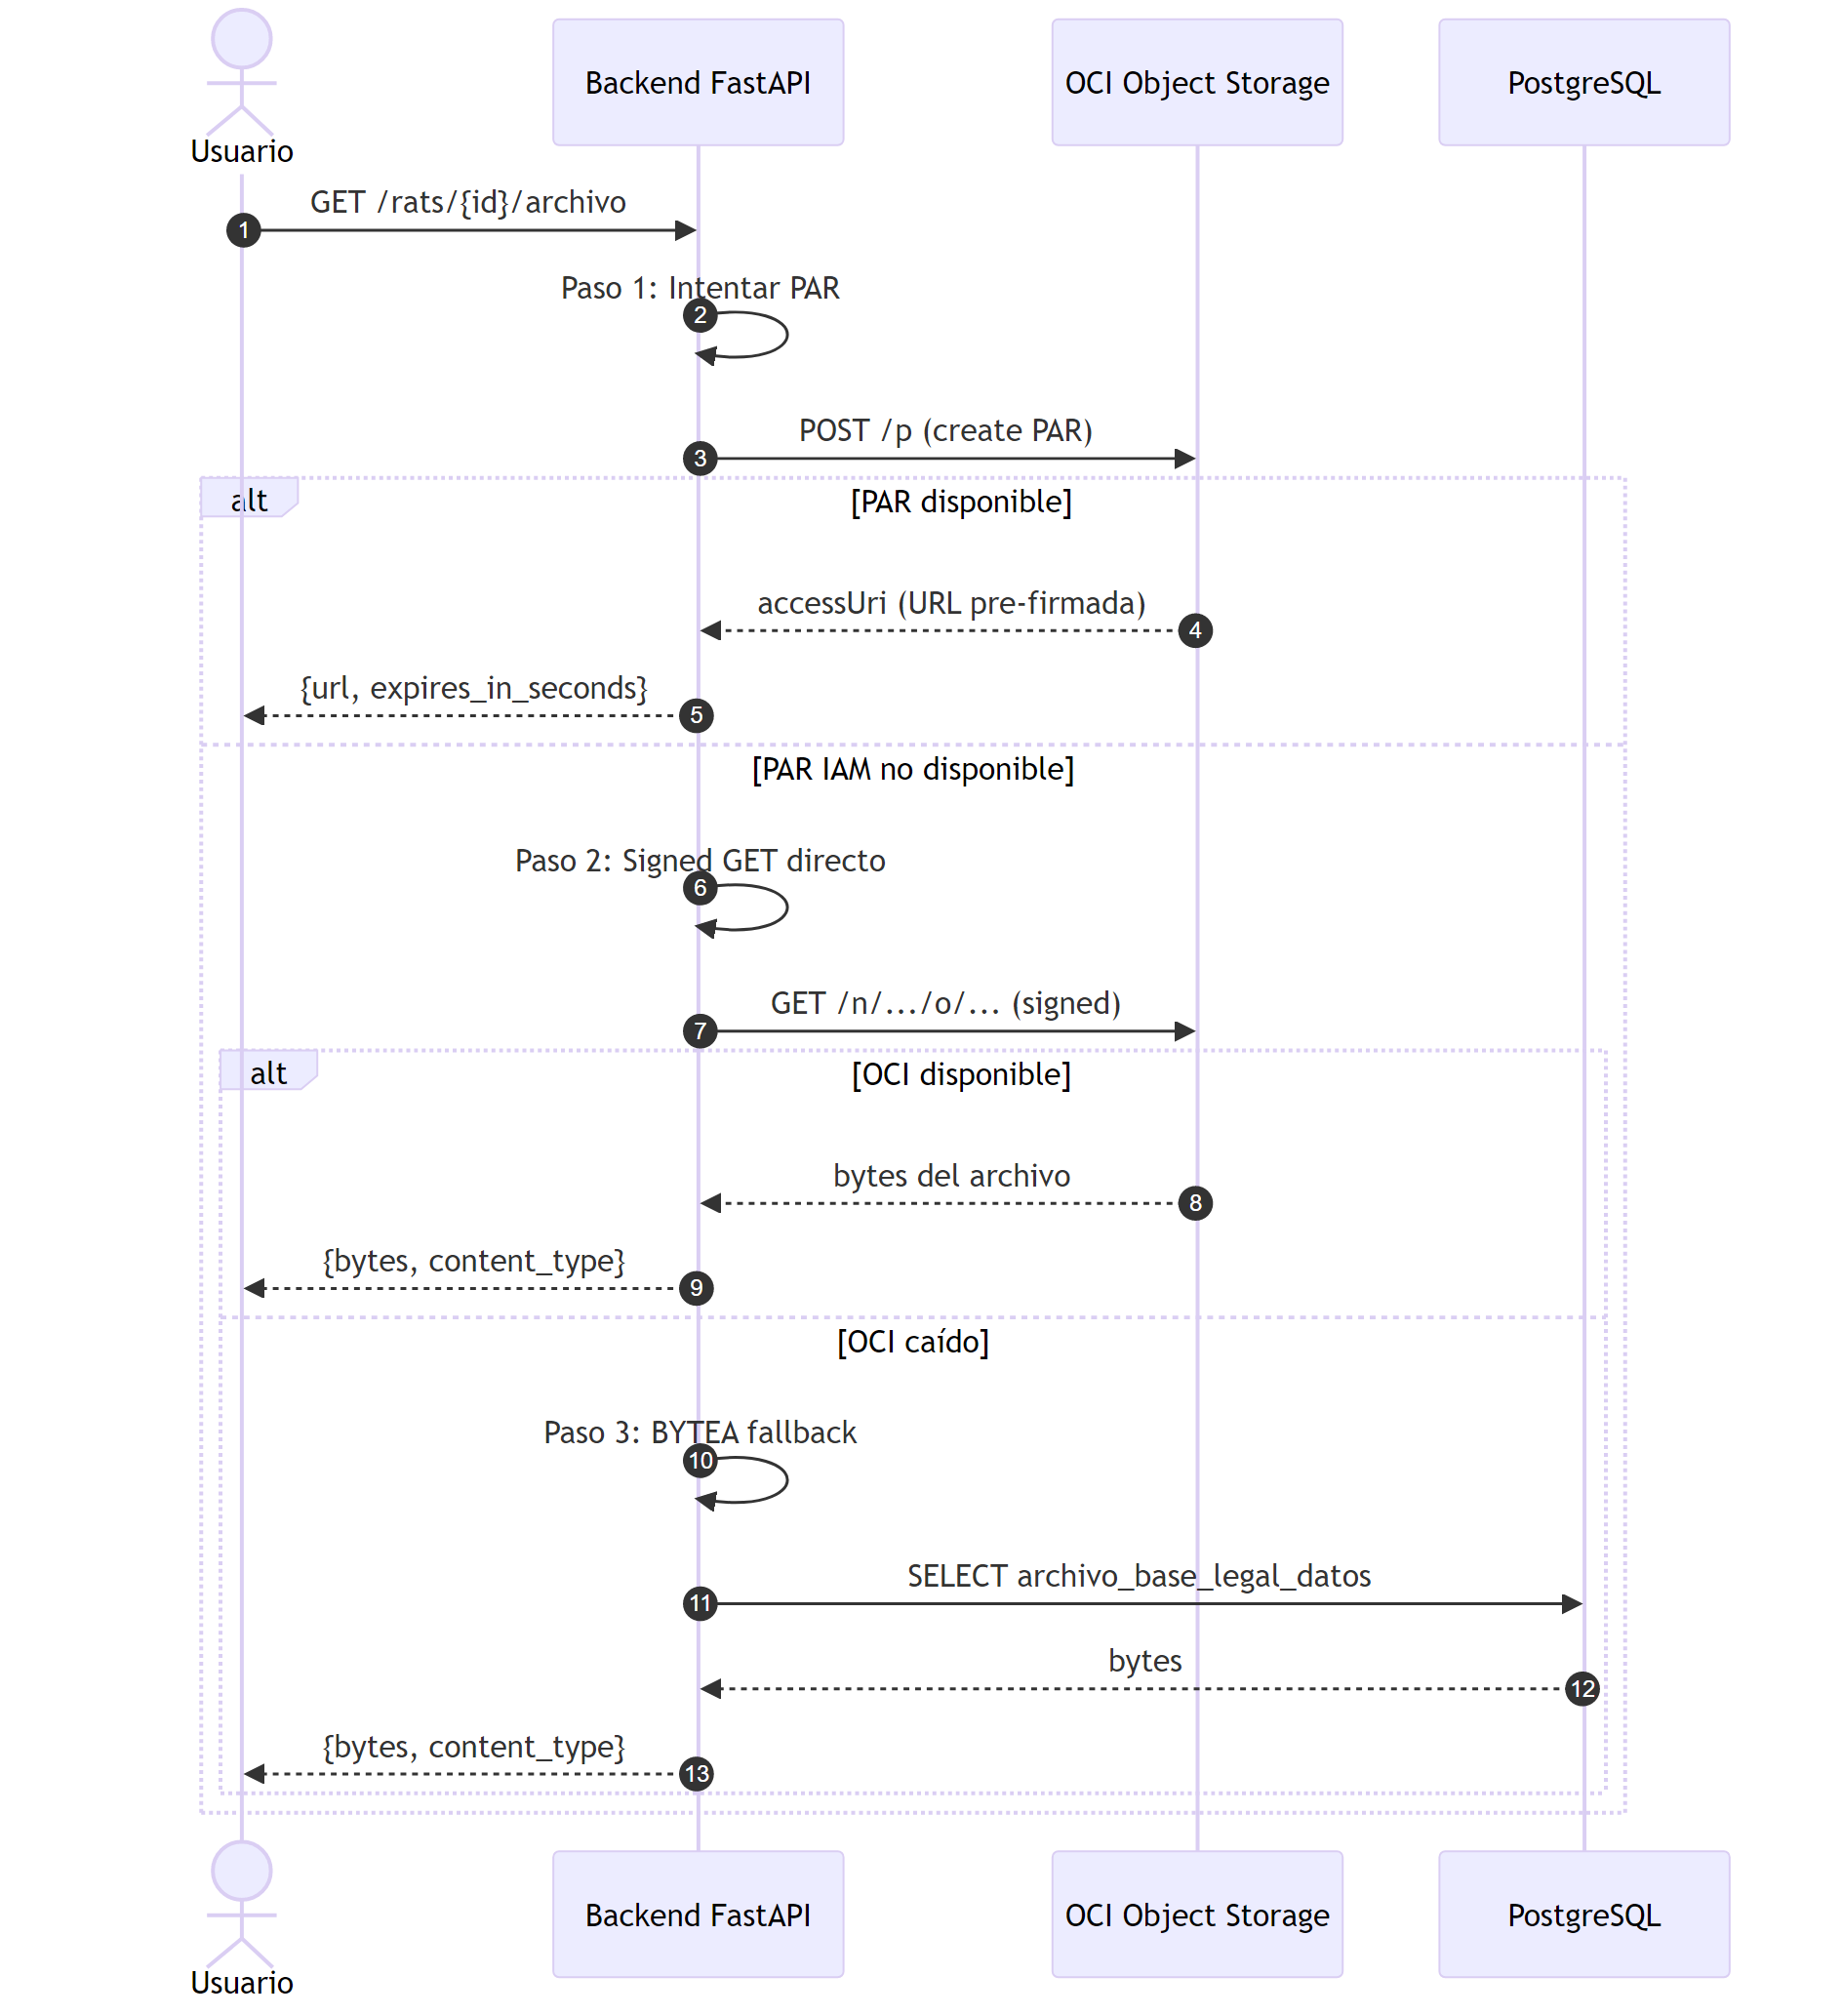 Usuario
Backend FastAPI
OCI Object Storage
PostgreSQL
GET /rats/{id}/archivo
1
Paso 1: Intentar PAR
2
POST /p (create PAR)
3
alt
[PAR disponible]
accessUri (URL pre-firmada)
4
{url, expires_in_seconds}
5
[PAR IAM no disponible]
Paso 2: Signed GET directo
6
GET /n/.../o/... (signed)
7
alt
[OCI disponible]
bytes del archivo
8
{bytes, content_type}
9
[OCI caído]
Paso 3: BYTEA fallback
10
SELECT archivo_base_legal_datos
11
bytes
12
{bytes, content_type}
13
Usuario
Backend FastAPI
OCI Object Storage
PostgreSQL